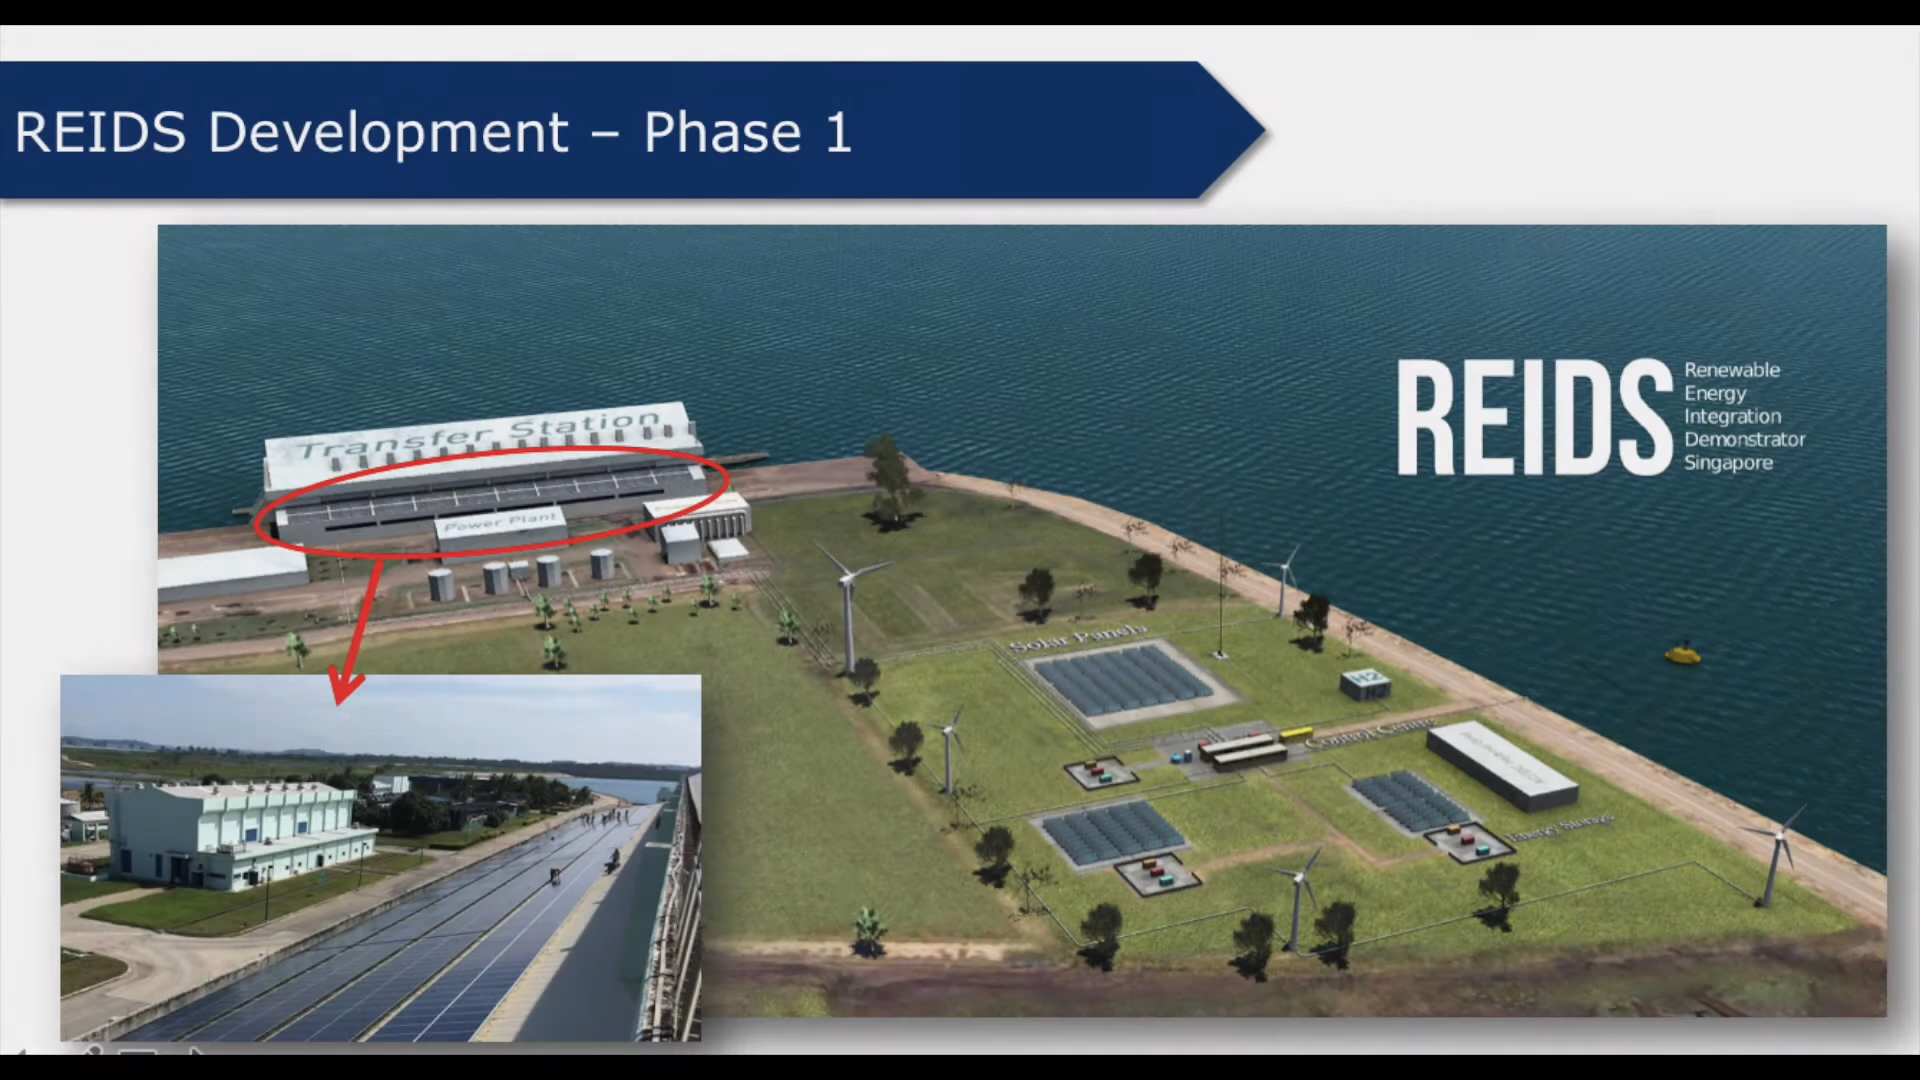 REIDS Development – Phase 1
REIDS
Renewable
Energy
Integration
Demonstrator
Singapore
Transfer Station
Power Plant
Solar Panels
H2
H2
Control Centre
Energy Storage